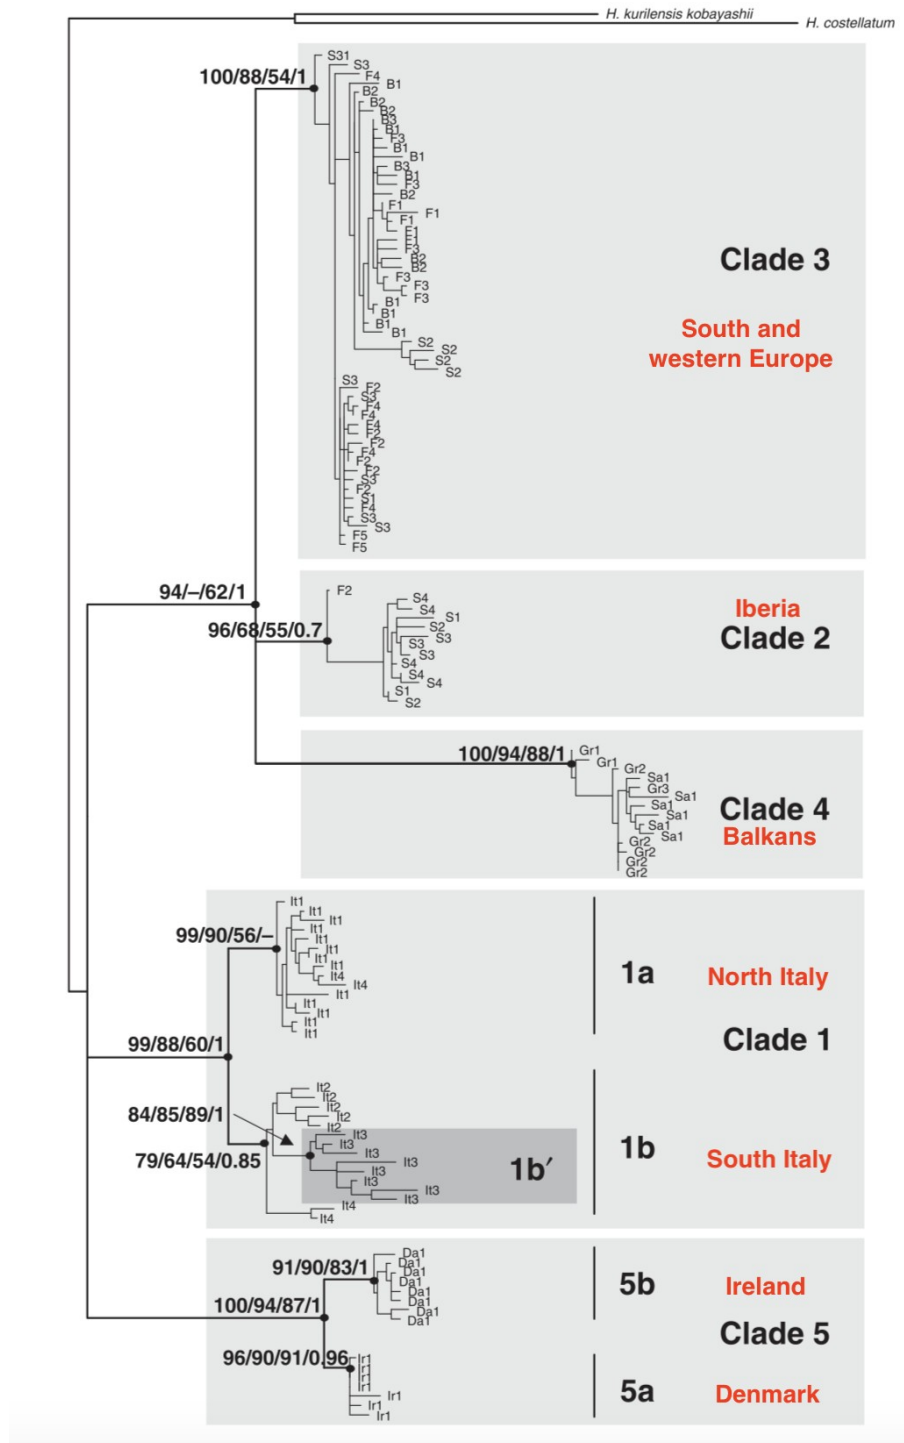 H. kurilensis kobayashii
H. costellatum
100/88/54/1
S31
S3
F4
B1
B2
B2
B2
B3
B1
F3
B1
B1
B3
B1
F3
B2
F1
F1
F1
F1
F1
F3
B2
B2
F3
F3
F3
B1
B1
B1
B1
S2
S2
S2
S2
Clade 3
South and
western Europe
S3
F2
S3
F4
F4
F4
F2
F2
F4
F2
F2
S3
F2
S1
F4
S3
S3
F5
F5
94/–/62/1
96/68/55/0.7
F2
S4
S4
S1
S2
S3
S3
S3
S4
S4
S4
S1
S2
Iberia
Clade 2
100/94/88/1
Gr1
Gr1
Gr2
Sa1
Gr3
Sa1
Sa1
Sa1
Sa1
Sa1
Gr2
Gr2
Gr2
Gr2
Clade 4
Balkans
99/90/56/–
It1
It1
It1
It1
It1
It1
It1
It1
It4
It4
It1
It1
It1
It1
It1
1a
North Italy
99/88/60/1
Clade 1
84/85/89/1
79/64/54/0.85
It2
It2
It2
It2
It2
It3
It3
It3
It3
It3
It3
It3
It3
It4
It4
1b′
1b
South Italy
91/90/83/1
Da1
Da1
Da1
Da1
Da1
Da1
Da1
Da1
5b
Ireland
100/94/87/1
Clade 5
96/90/91/0.96
Ir1
Ir1
Ir1
Ir1
Ir1
Ir1
Ir1
5a
Denmark